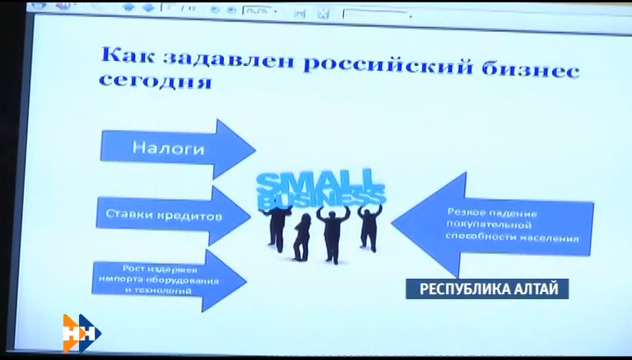 Как задавлен российский бизнес
сегодня
Налоги
SMALL
BUSINESS
Ставки кредитов
Резкое падение
покупательной
способности населения
Рост издержек
импорта оборудования
и технологий
РЕСПУБЛИКА АЛТАЙ
НН